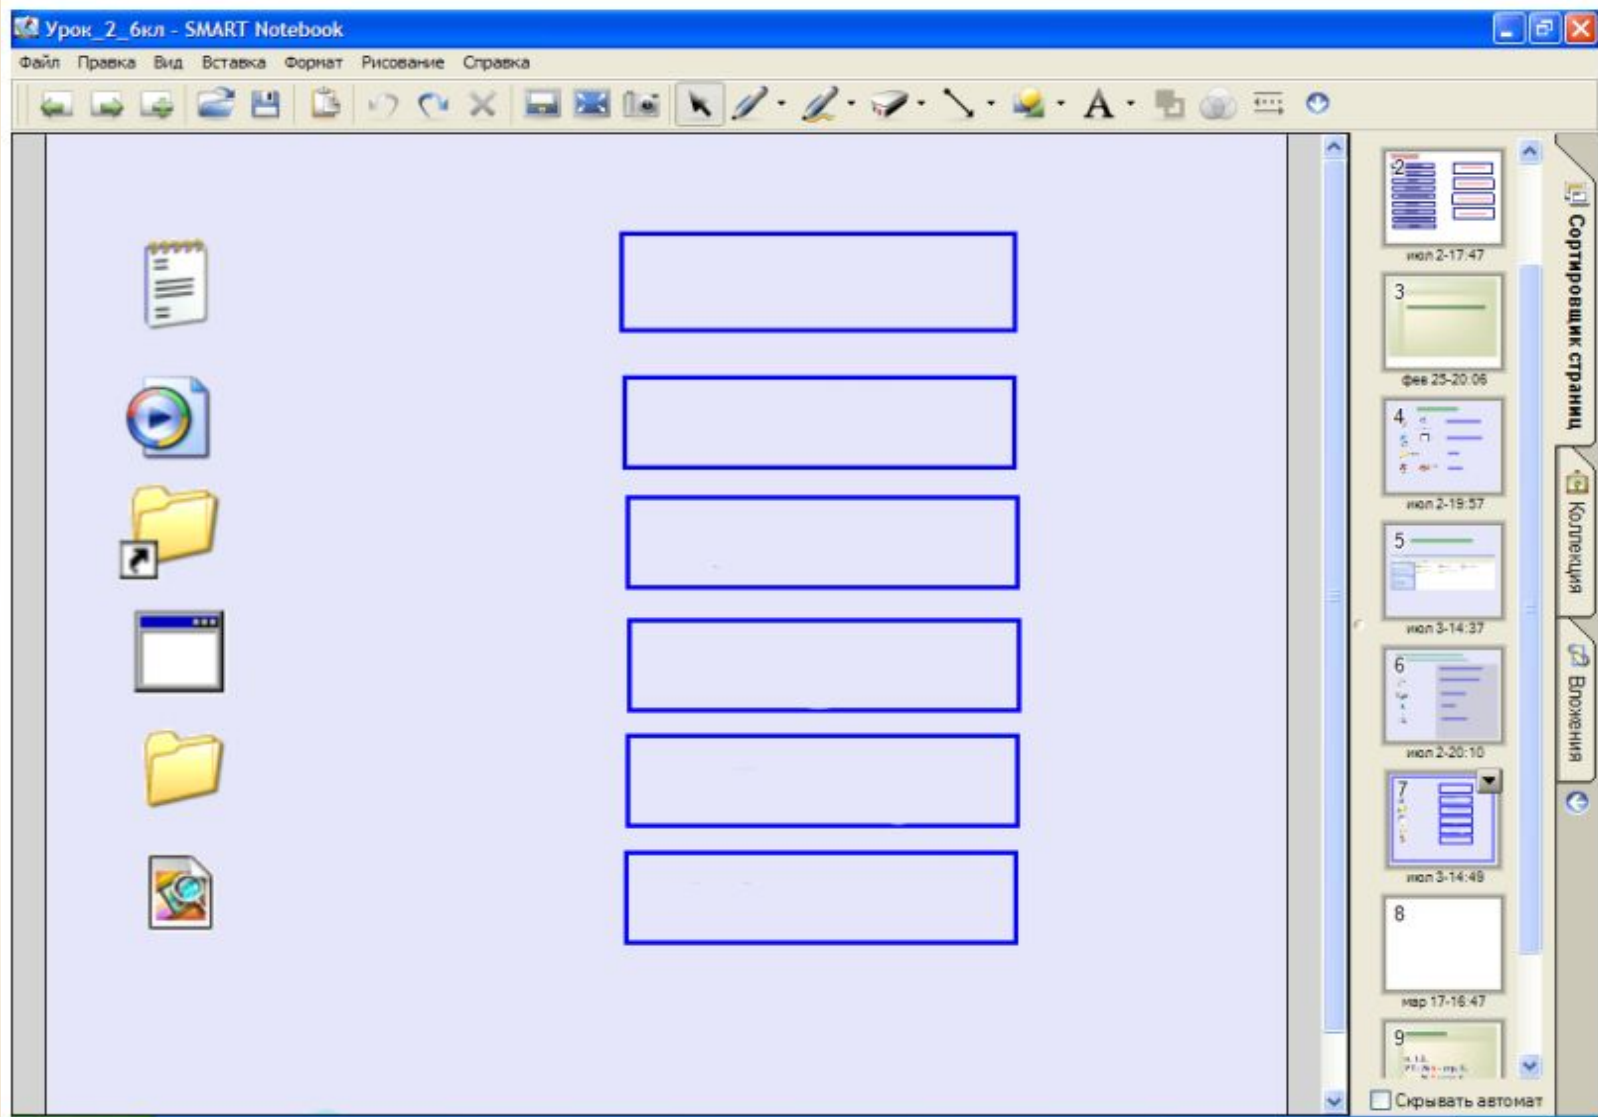 Урок_2_6кл - SMART Notebook
Файл Правка Вид Вставка Формат Рисование Справка
A
2
июл 2-17:47
3
фев 25-20:06
4
июл 2-19:57
5
июл 3-14:37
6
июл 2-20:10
7
июл 3-14:49
8
мар 17-16:47
9
Скрывать автомат
Сортировщик страниц
Коллекция
Вложения